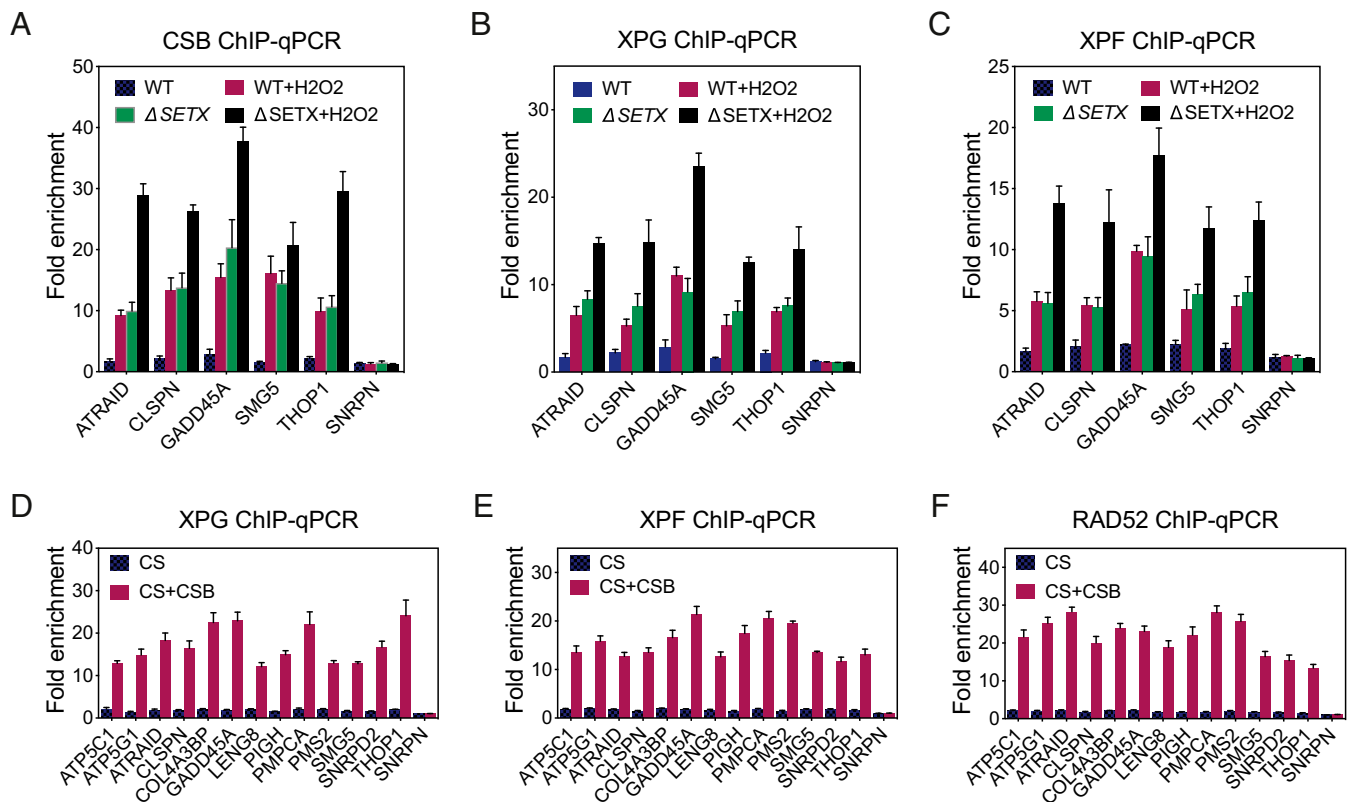 A
CSB ChIP-qPCR
Fold enrichment
50
40
30
20
10
0
WT
WT+H2O2
ΔSETX
ΔSETX+H2O2
ATRAID
CLSPN
GADD45A
SMG5
THOP1
SNRPN
B
XPG ChIP-qPCR
Fold enrichment
30
20
10
0
WT
WT+H2O2
ΔSETX
ΔSETX+H2O2
ATRAID
CLSPN
GADD45A
SMG5
THOP1
SNRPN
C
XPF ChIP-qPCR
Fold enrichment
25
20
15
10
5
0
WT
WT+H2O2
ΔSETX
ΔSETX+H2O2
ATRAID
CLSPN
GADD45A
SMG5
THOP1
SNRPN
D
XPG ChIP-qPCR
Fold enrichment
40
30
20
10
0
CS
CS+CSB
ATP5C1
ATP5G1
ATRAID
CLSPN
COL4A3BP
GADD45A
LENG8
PIGH
PMPCA
PMS2
SMG5
SNRPD2
THOP1
SNRPN
E
XPF ChIP-qPCR
Fold enrichment
30
20
10
0
CS
CS+CSB
ATP5C1
ATP5G1
ATRAID
CLSPN
COL4A3BP
GADD45A
LENG8
PIGH
PMPCA
PMS2
SMG5
SNRPD2
THOP1
SNRPN
F
RAD52 ChIP-qPCR
Fold enrichment
40
30
20
10
0
CS
CS+CSB
ATP5C1
ATP5G1
ATRAID
CLSPN
COL4A3BP
GADD45A
LENG8
PIGH
PMPCA
PMS2
SMG5
SNRPD2
THOP1
SNRPN